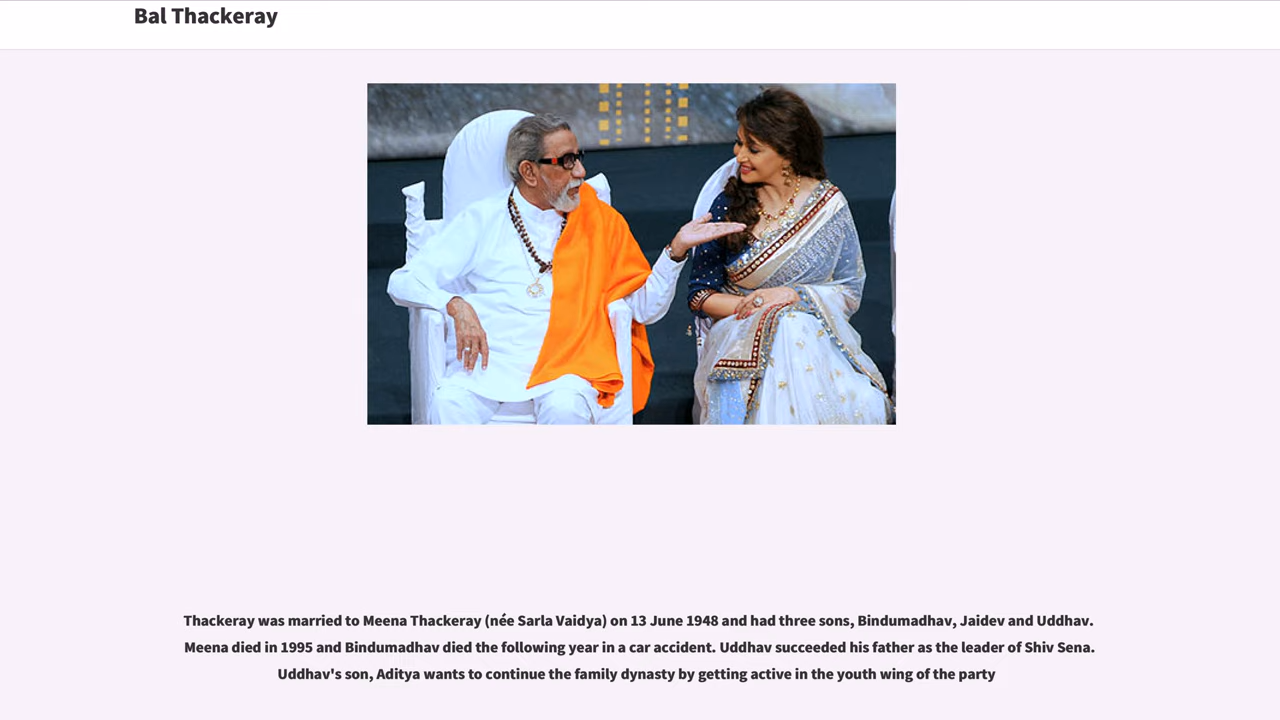 Bal Thackeray
Thackeray was married to Meena Thackeray (née Sarla Vaidya) on 13 June 1948 and had three sons, Bindumadhav, Jaidev and Uddhav.
Meena died in 1995 and Bindumadhav died the following year in a car accident. Uddhav succeeded his father as the leader of Shiv Sena.
Uddhav's son, Aditya wants to continue the family dynasty by getting active in the youth wing of the party